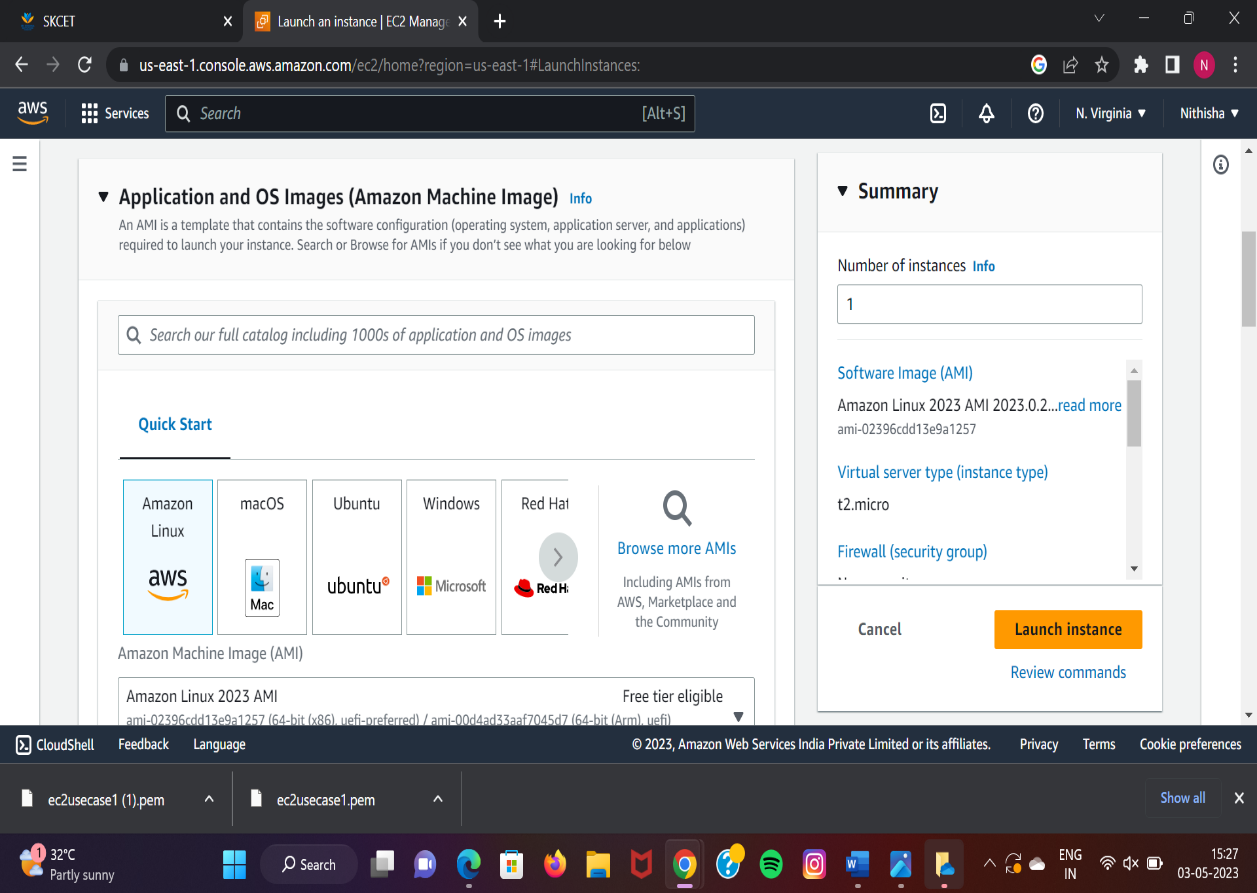 SKCET
Launch an instance | EC2 Manage
us-east-1.console.aws.amazon.com/ec2/home?region=us-east-1#LaunchInstances:
N
aws
Services
Search
[Alt+S]
N. Virginia
Nithisha
Application and OS Images (Amazon Machine Image) Info
An AMI is a template that contains the software configuration (operating system, application server, and applications)
required to launch your instance. Search or Browse for AMIs if you don't see what you are looking for below
Search our full catalog including 1000s of application and OS images
Quick Start
Amazon
Linux
aws
macOS
Mac
Ubuntu
ubuntu
Windows
Microsoft
Red Hat
Browse more AMIs
Including AMIs from
AWS, Marketplace and
the Community
Amazon Machine Image (AMI)
Amazon Linux 2023 AMI
Free tier eligible
ami-02396cdd13e9a1257 (64-bit (x86), uefi-preferred) / ami-00d4ad33aaf7045d7 (64-bit (Arm), uefi)
Summary
Number of instances Info
1
Software Image (AMI)
Amazon Linux 2023 AMI 2023.0.2...read more
ami-02396cdd13e9a1257
Virtual server type (instance type)
t2.micro
Firewall (security group)
Cancel
Launch instance
Review commands
CloudShell
Feedback
Language
© 2023, Amazon Web Services India Private Limited or its affiliates.
Privacy
Terms
Cookie preferences
ec2usecase1 (1).pem
ec2usecase1.pem
Show all
1
32°C
Partly sunny
Search
ENG
IN
15:27
03-05-2023